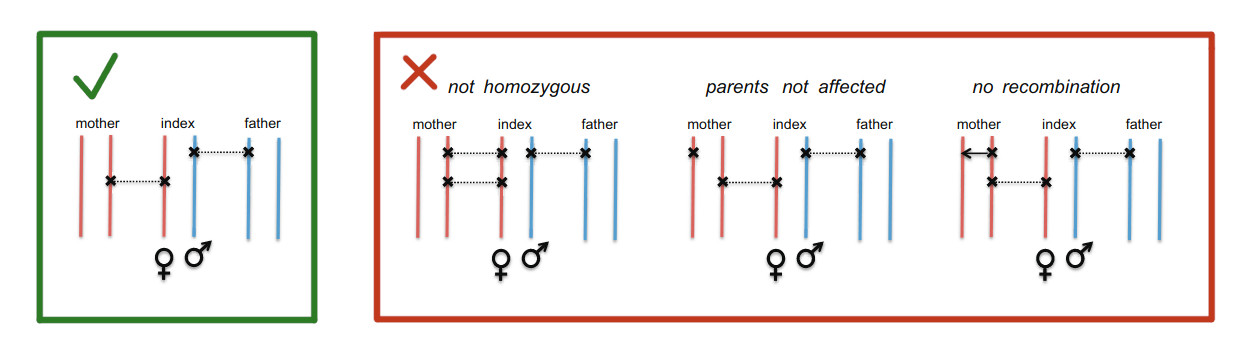 not homozygous
parents not affected
no recombination
mother index father
mother index father
mother index father
mother index father